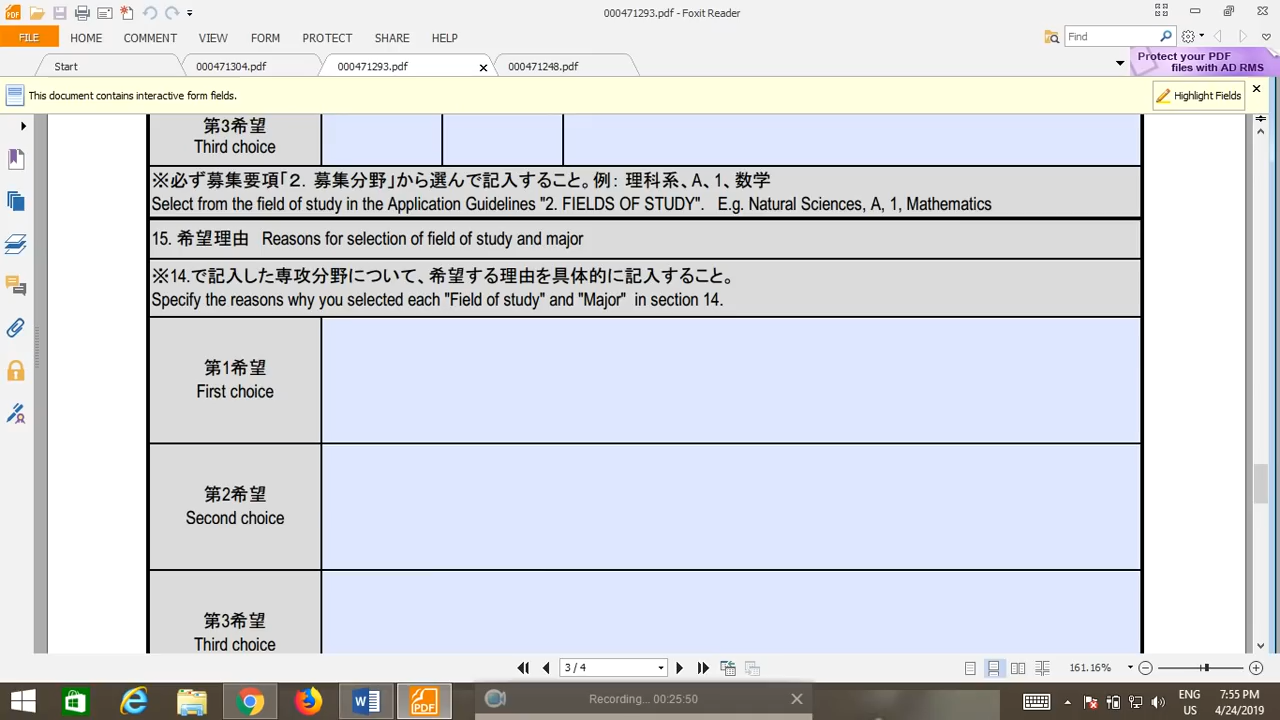 000471293.pdf - Foxit Reader
FILE HOME COMMENT VIEW FORM PROTECT SHARE HELP
Find
Start 000471304.pdf 000471293.pdf 000471248.pdf
Protect your PDF
files with AD RMS
This document contains interactive form fields.
Highlight Fields
第3希望
Third choice
※必ず募集要項「2. 募集分野」から選んで記入すること。例: 理科系、A、1、数学
Select from the field of study in the Application Guidelines "2. FIELDS OF STUDY". E.g. Natural Sciences, A, 1, Mathematics
15. 希望理由 Reasons for selection of field of study and major
※14.で記入した専攻分野について、希望する理由を具体的に記入すること。
Specify the reasons why you selected each "Field of study" and "Major" in section 14.
第1希望
First choice
第2希望
Second choice
第3希望
Third choice
3 / 4
161.16%
PDF
Recording... 00:25:50
ENG
US
7:55 PM
4/24/2019